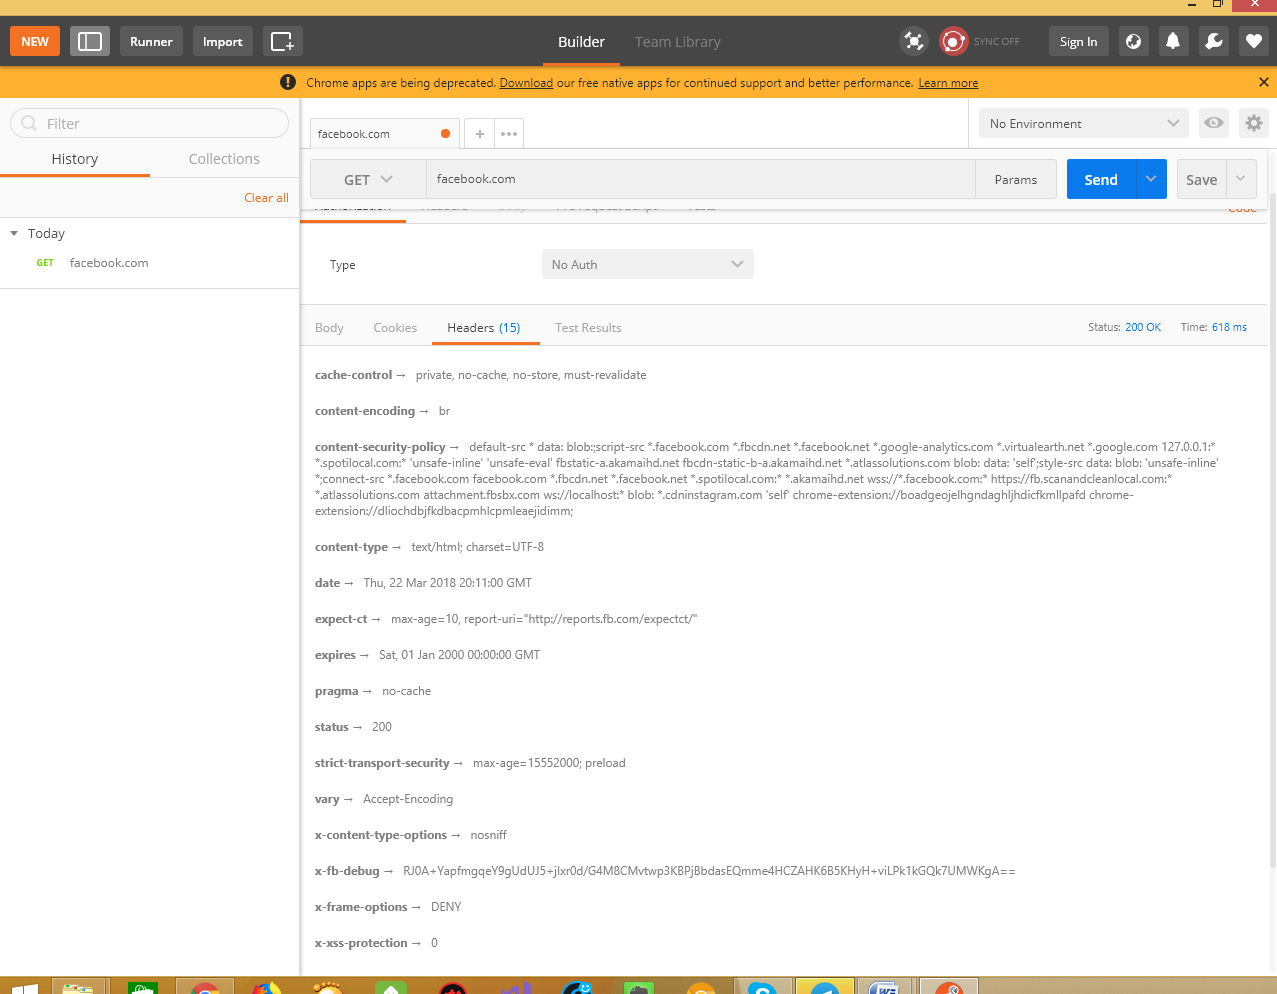 NEW Runner Import Builder Team Library SYNC OFF Sign In
Chrome apps are being deprecated. Download our free native apps for continued support and better performance. Learn more
Filter
facebook.com + •••
No Environment
History Collections
GET facebook.com Params Send Save
Clear all
Today
GET facebook.com
Type No Auth
Body Cookies Headers (15) Test Results Status: 200 OK Time: 618 ms
cache-control → private, no-cache, no-store, must-revalidate
content-encoding → br
content-security-policy → default-src * data: blob:;script-src *.facebook.com *.fbcdn.net *.facebook.net *.google-analytics.com *.virtualearth.net *.google.com 127.0.0.1:*
*.spotilocal.com:* 'unsafe-inline' 'unsafe-eval' fbstatic-a.akamaihd.net fbcdn-static-b-a.akamaihd.net *.atlassolutions.com blob: data: 'self';style-src data: blob: 'unsafe-inline'
*;connect-src *.facebook.com facebook.com *.fbcdn.net *.facebook.net *.spotilocal.com:* *.akamaihd.net wss://*.facebook.com:* https://fb.scanandcleanlocal.com:*
*.atlassolutions.com attachment.fbsbx.com ws://localhost:* blob: *.cdninstagram.com 'self' chrome-extension://boadgeojelhgndaghljhdicfkmllpafd chrome-
extension://dliochdbjfkdbacpmhlcpmleaejidimm;
content-type → text/html; charset=UTF-8
date → Thu, 22 Mar 2018 20:11:00 GMT
expect-ct → max-age=10, report-uri="http://reports.fb.com/expectct/"
expires → Sat, 01 Jan 2000 00:00:00 GMT
pragma → no-cache
status → 200
strict-transport-security → max-age=15552000; preload
vary → Accept-Encoding
x-content-type-options → nosniff
x-fb-debug → RJ0A+YapfmgqeY9gUdUJ5+jIxr0d/G4M8CMvtwp3KBPjBbdasEQmme4HCZAHK6B5KHyH+viLPk1kGQk7UMWKgA==
x-frame-options → DENY
x-xss-protection → 0